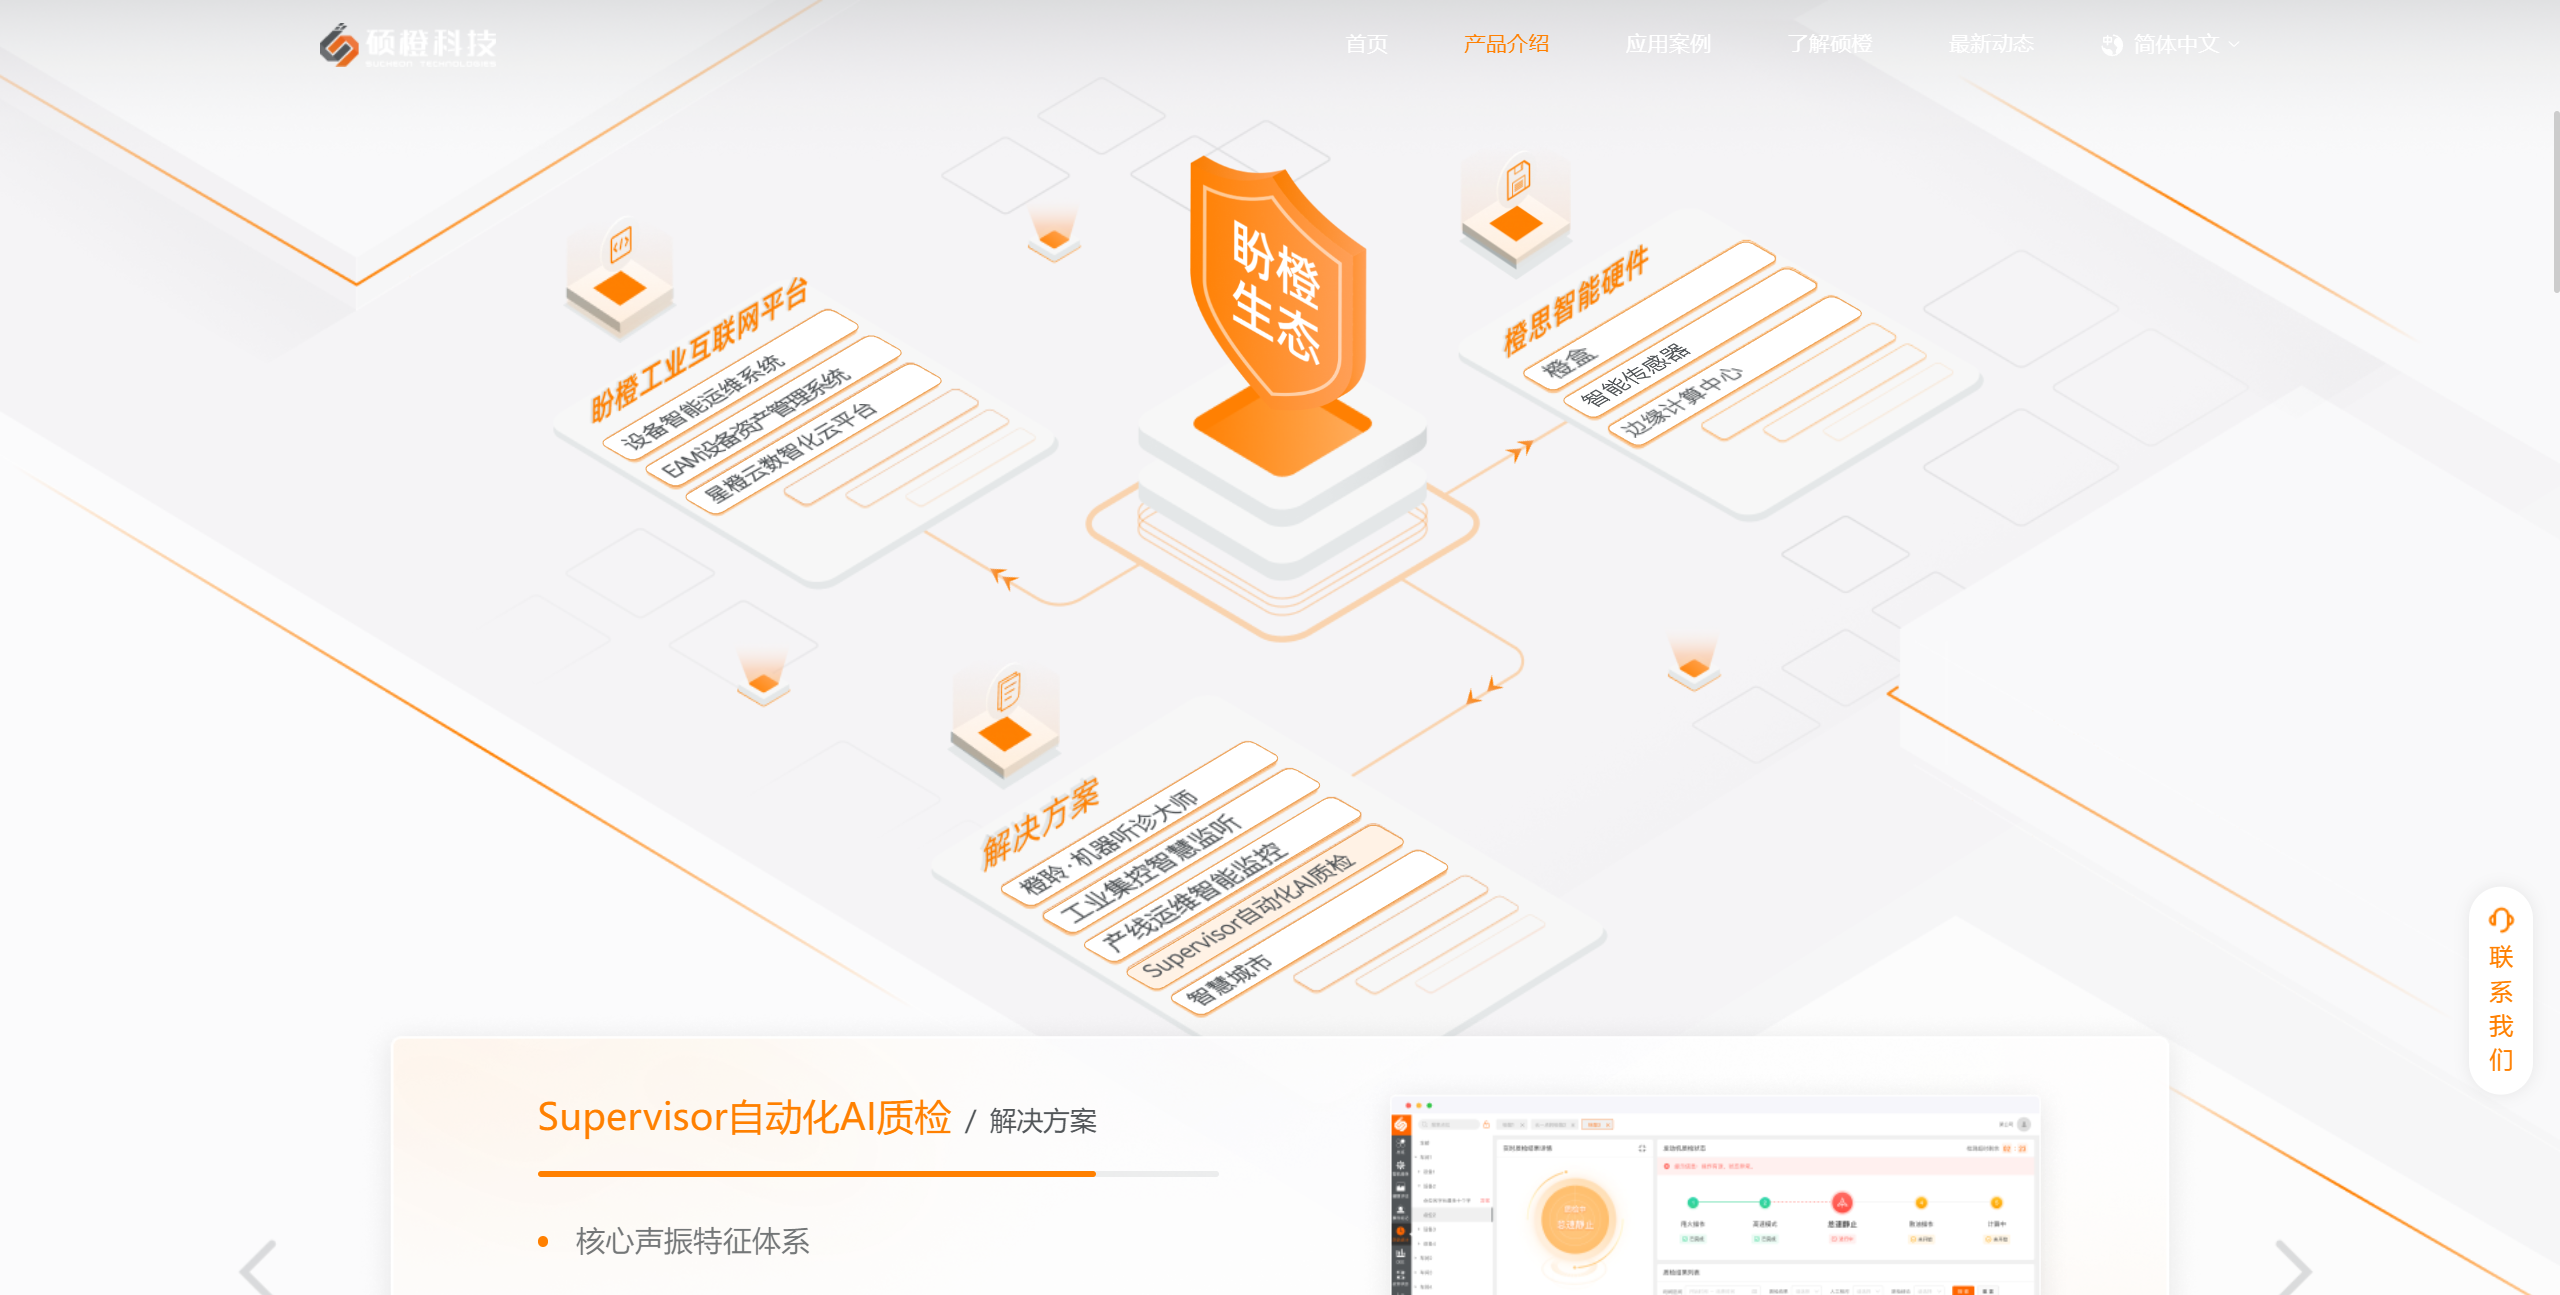 硕橙科技
首页
产品介绍
应用案例
了解硕橙
最新动态
简体中文
盼橙
生态
盼橙工业互联网平台
设备智能运维系统
EAM设备资产管理系统
星橙云数智化云平台
橙思智能硬件
橙盒
智能传感器
边缘计算中心
解决方案
橙聆·机器听诊大师
工业集控智慧监听
产线运维智能监控
Supervisor自动化AI质检
智慧城市
联
系
我
们
Supervisor自动化AI质检 / 解决方案
核心声振特征体系
怠速静止